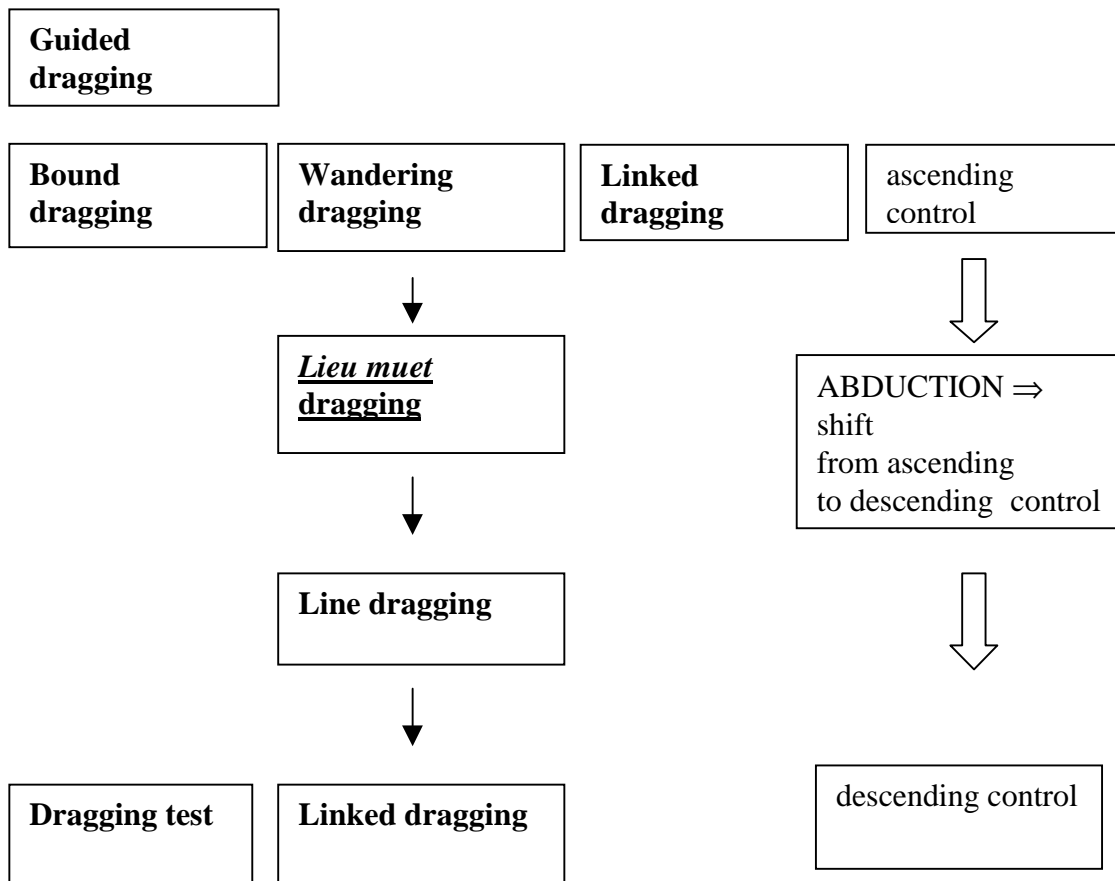 Guided
dragging
Bound
dragging
Wandering
dragging
Linked
dragging
ascending
control
Lieu muet
dragging
ABDUCTION ⇒
shift
from ascending
to descending control
Line dragging
Dragging test
Linked dragging
descending control